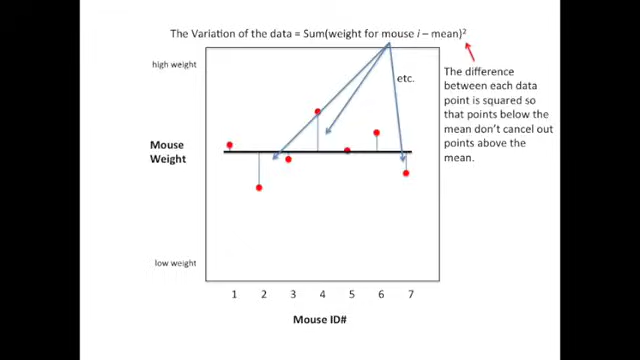 The Variation of the data = Sum(weight for mouse i – mean)²
high weight
etc.
The difference
between each data
point is squared so
that points below the
mean don't cancel out
points above the
mean.
Mouse
Weight
low weight
1 2 3 4 5 6 7
Mouse ID#